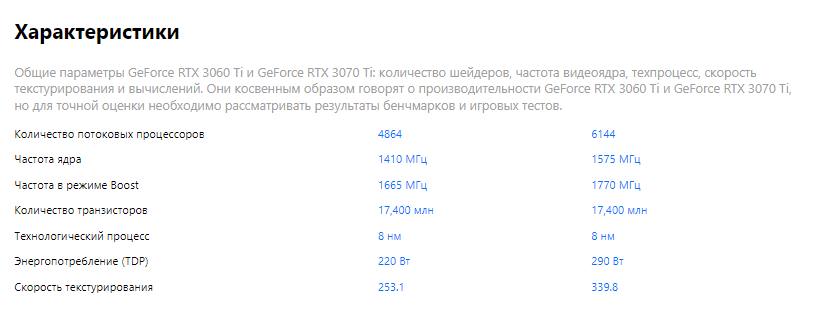 Характеристики
Общие параметры GeForce RTX 3060 Ti и GeForce RTX 3070 Ti: количество шейдеров, частота видеоядра, техпроцесс, скорость
текстурирования и вычислений. Они косвенным образом говорят о производительности GeForce RTX 3060 Ti и GeForce RTX 3070 Ti,
но для точной оценки необходимо рассматривать результаты бенчмарков и игровых тестов.
Количество потоковых процессоров 4864 6144
Частота ядра 1410 МГц 1575 МГц
Частота в режиме Boost 1665 МГц 1770 МГц
Количество транзисторов 17,400 млн 17,400 млн
Технологический процесс 8 нм 8 нм
Энергопотребление (TDP) 220 Вт 290 Вт
Скорость текстурирования 253.1 339.8